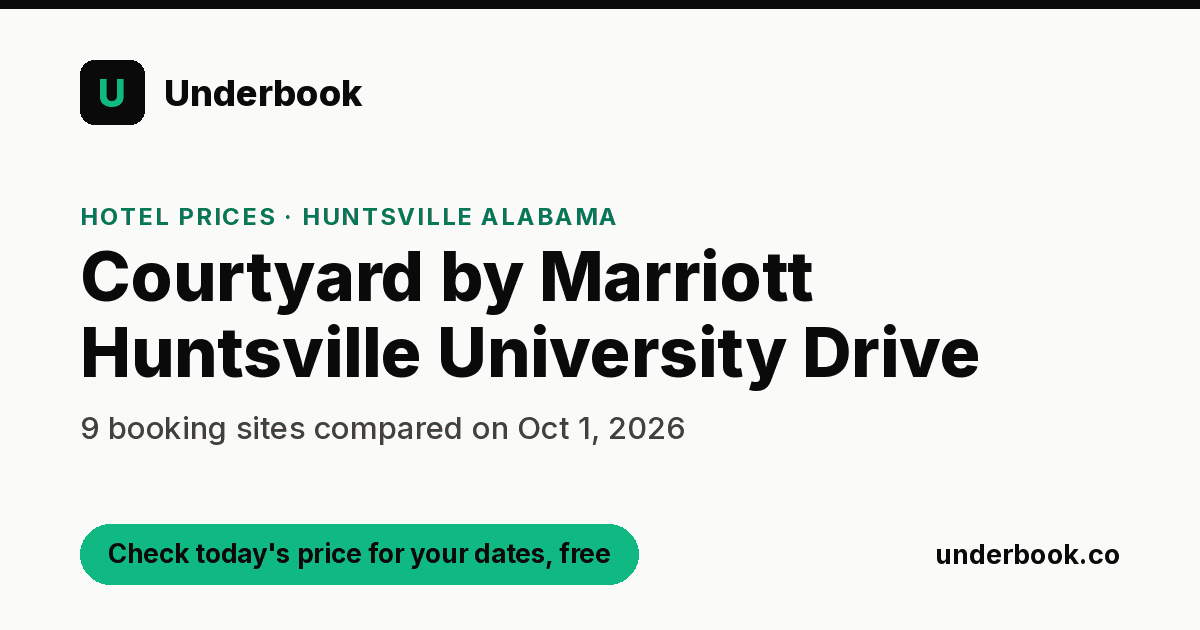 U Underbook
HOTEL PRICES · HUNTSVILLE ALABAMA
Courtyard by Marriott
Huntsville University Drive
9 booking sites compared on Oct 1, 2026
Check today's price for your dates, free
underbook.co